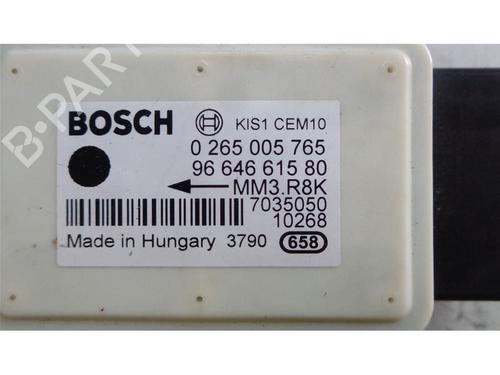 B-PARTS
BOSCH KIS1 CEM10
0 265 005 765
96 646 615 80
MM3.R8K
7035050
10268
Made in Hungary 3790 658